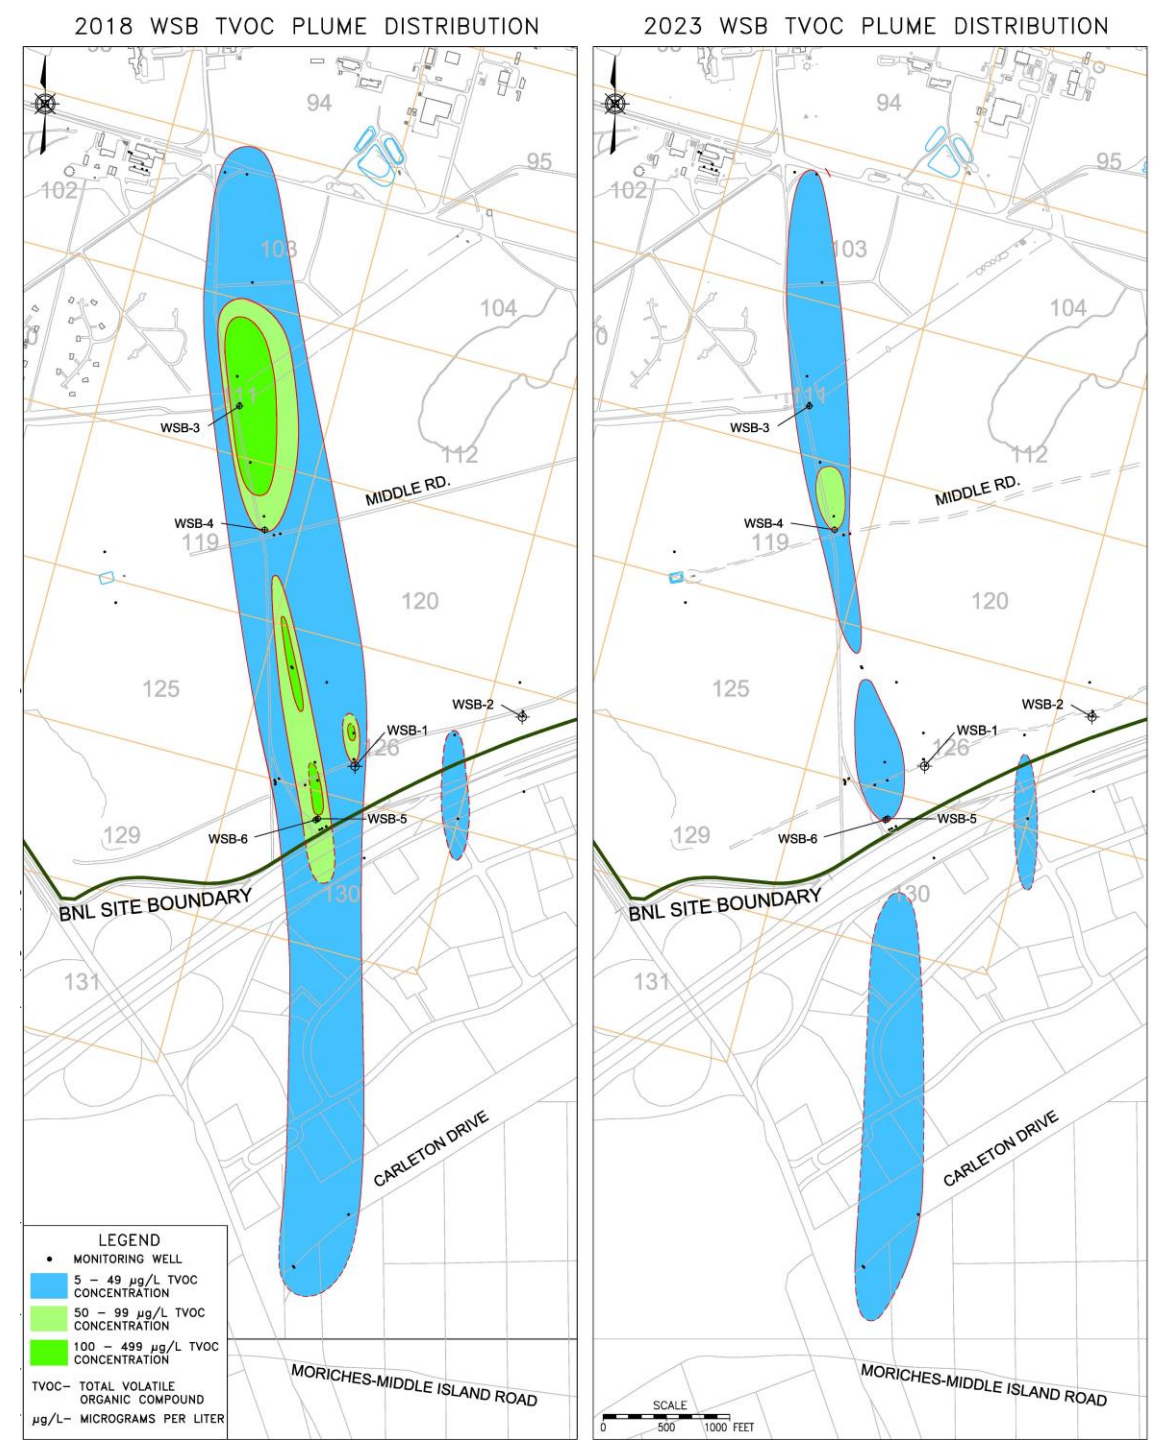 2018 WSB TVOC PLUME DISTRIBUTION
94
95
102
103
104
111
WSB-3
112
MIDDLE RD.
WSB-4
119
120
125
WSB-2
WSB-1
126
129
WSB-5
WSB-6
130
BNL SITE BOUNDARY
131
CARLETON DRIVE
LEGEND
MONITORING WELL
5 – 49 µg/L TVOC
CONCENTRATION
50 – 99 µg/L TVOC
CONCENTRATION
100 – 499 µg/L TVOC
CONCENTRATION
TVOC– TOTAL VOLATILE
ORGANIC COMPOUND
µg/L– MICROGRAMS PER LITER
MORICHES-MIDDLE ISLAND ROAD
2023 WSB TVOC PLUME DISTRIBUTION
94
95
102
103
104
111
WSB-3
112
MIDDLE RD.
WSB-4
119
120
125
WSB-2
WSB-1
126
129
WSB-5
WSB-6
130
BNL SITE BOUNDARY
131
CARLETON DRIVE
MORICHES-MIDDLE ISLAND ROAD
SCALE
0 500 1000 FEET